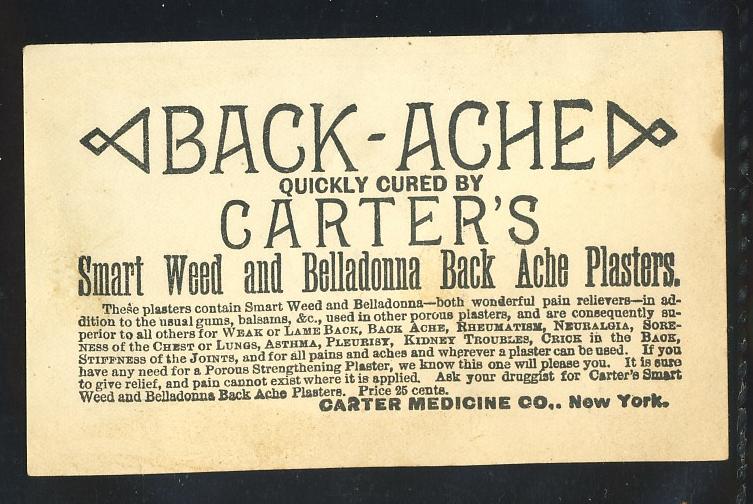 BACK-ACHE
QUICKLY CURED BY
CARTER'S
Smart Weed and Belladonna Back Ache Plasters.
These plasters contain Smart Weed and Belladonna—both wonderful pain relievers—in ad-
dition to the usual gums, balsams, &c., used in other porous plasters, and are consequently su-
perior to all others for WEAK or LAME BACK, BACK ACHE, RHEUMATISM, NEURALGIA, SORE-
NESS of the CHEST or LUNGS, ASTHMA, PLEURISY, KIDNEY TROUBLES, CRICK in the BACK,
STIFFNESS of the JOINTS, and for all pains and aches and wherever a plaster can be used. If you
have any need for a Porous Strengthening Plaster, we know this one will please you. It is sure
to give relief, and pain cannot exist where it is applied. Ask your druggist for Carter's Smart
Weed and Belladonna Back Ache Plasters. Price 25 cents.
CARTER MEDICINE CO,. New York.